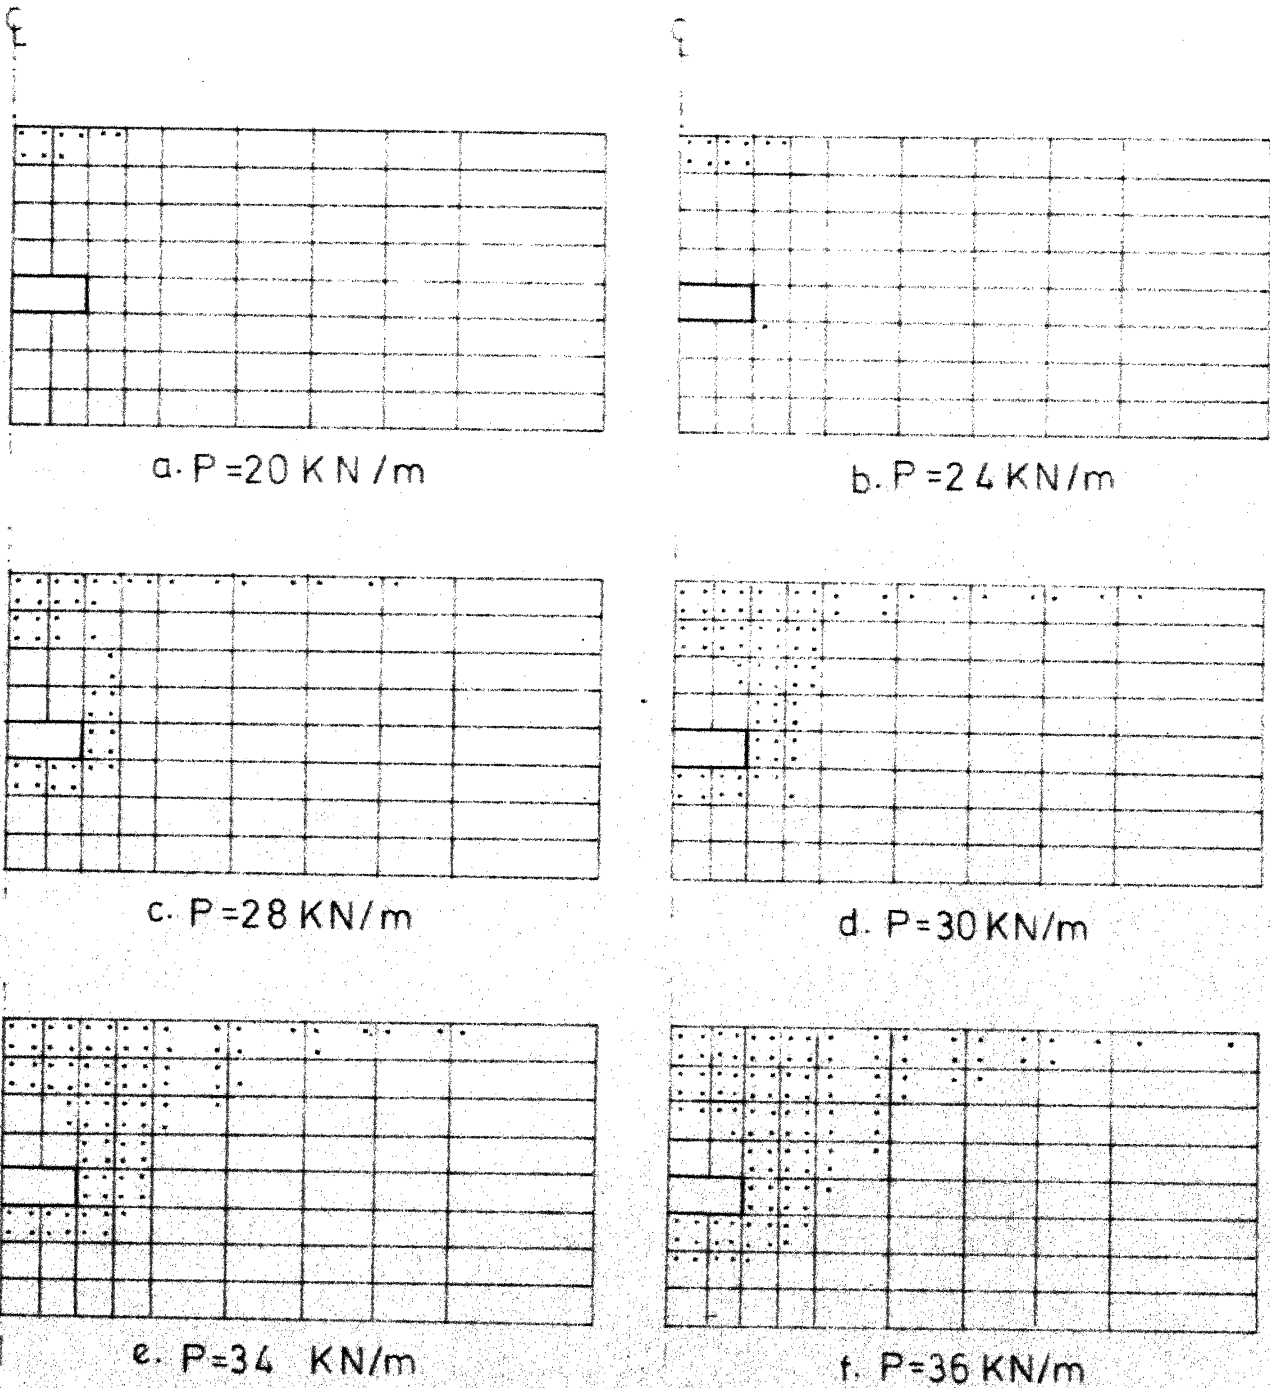 ℄
℄
a. P=20 KN/m
b. P=24 KN/m
c. P=28 KN/m
d. P=30 KN/m
e. P=34 KN/m
f. P=36 KN/m